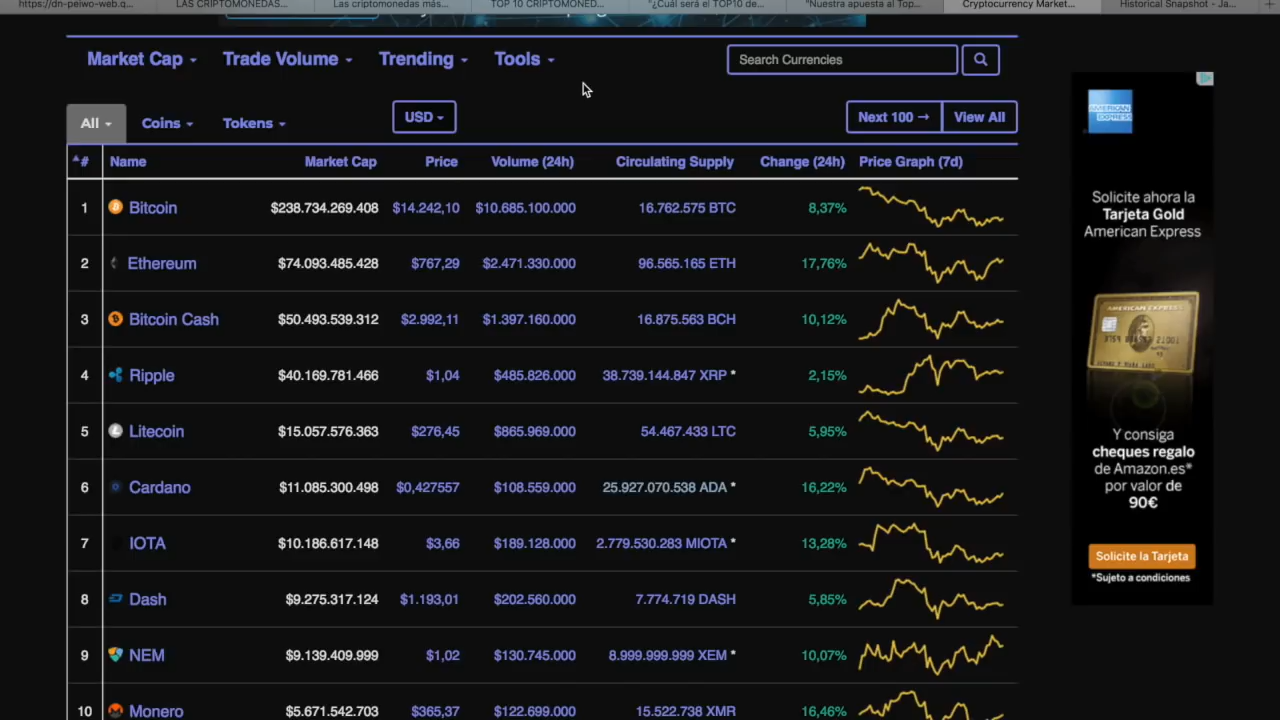 https://dn-peiwo-web.q... LAS CRIPTOMONEDAS... Las criptomonedas más... TOP 10 CRIPTOMONED... "¿Cuál será el TOP10 de... "Nuestra apuesta al Top... Cryptocurrency Market... Historical Snapshot - Ja...
Market Cap Trade Volume Trending Tools Search Currencies
All Coins Tokens USD Next 100 → View All
# Name Market Cap Price Volume (24h) Circulating Supply Change (24h) Price Graph (7d)
1 Bitcoin $238.734.269.408 $14.242,10 $10.685.100.000 16.762.575 BTC 8,37%
2 Ethereum $74.093.485.428 $767,29 $2.471.330.000 96.565.165 ETH 17,76%
3 Bitcoin Cash $50.493.539.312 $2.992,11 $1.397.160.000 16.875.563 BCH 10,12%
4 Ripple $40.169.781.466 $1,04 $485.826.000 38.739.144.847 XRP * 2,15%
5 Litecoin $15.057.576.363 $276,45 $865.969.000 54.467.433 LTC 5,95%
6 Cardano $11.085.300.498 $0,427557 $108.559.000 25.927.070.538 ADA * 16,22%
7 IOTA $10.186.617.148 $3,66 $189.128.000 2.779.530.283 MIOTA * 13,28%
8 Dash $9.275.317.124 $1.193,01 $202.560.000 7.774.719 DASH 5,85%
9 NEM $9.139.409.999 $1,02 $130.745.000 8.999.999.999 XEM * 10,07%
10 Monero $5.671.542.703 $365,37 $122.699.000 15.522.738 XMR 16,46%
AMERICAN EXPRESS
Solicite ahora la
Tarjeta Gold
American Express
Y consiga
cheques regalo
de Amazon.es*
por valor de
90€
Solicite la Tarjeta
*Sujeto a condiciones